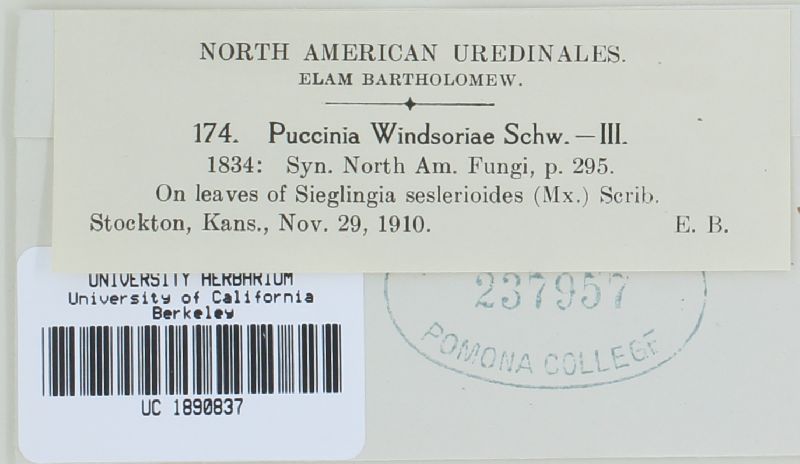 NORTH AMERICAN UREDINALES.
ELAM BARTHOLOMEW.
174. Puccinia Windsoriae Schw.—III.
1834: Syn. North Am. Fungi, p. 295.
On leaves of Sieglingia seslerioides (Mx.) Scrib.
Stockton, Kans., Nov. 29, 1910. E. B.
UNIVERSITY HERBARIUM
University of California
Berkeley
UC 1890837
237957
POMONA COLLEGE